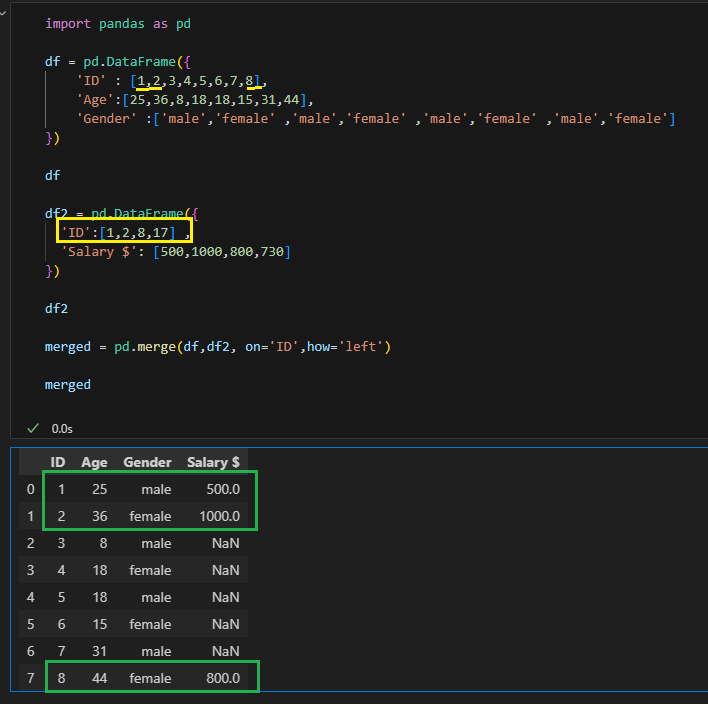 import pandas as pd
df = pd.DataFrame({
'ID' : [1,2,3,4,5,6,7,8],
'Age':[25,36,8,18,18,15,31,44],
'Gender' :['male','female' ,'male','female' ,'male','female' ,'male','female']
})
df
df2 = pd.DataFrame({
'ID':[1,2,8,17] ,
'Salary $': [500,1000,800,730]
})
df2
merged = pd.merge(df,df2, on='ID',how='left')
merged
0.0s
ID Age Gender Salary $
0 1 25 male 500.0
1 2 36 female 1000.0
2 3 8 male NaN
3 4 18 female NaN
4 5 18 male NaN
5 6 15 female NaN
6 7 31 male NaN
7 8 44 female 800.0